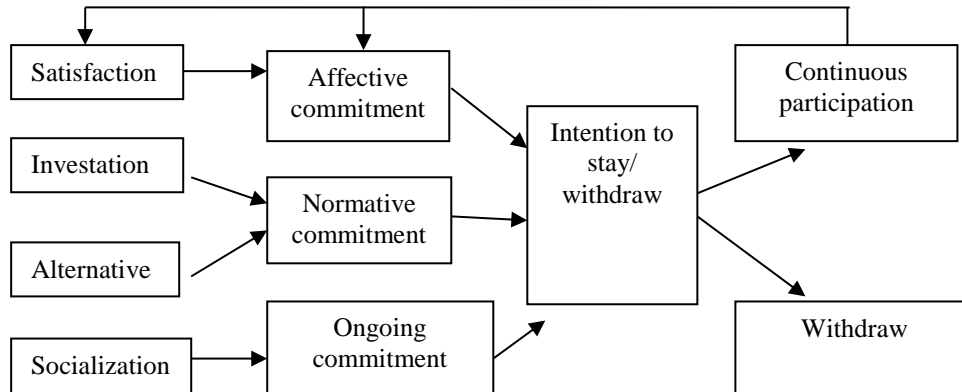 Satisfaction
Affective
commitment
Continuous
participation
Investation
Intention to
stay/
withdraw
Normative
commitment
Alternative
Ongoing
commitment
Withdraw
Socialization